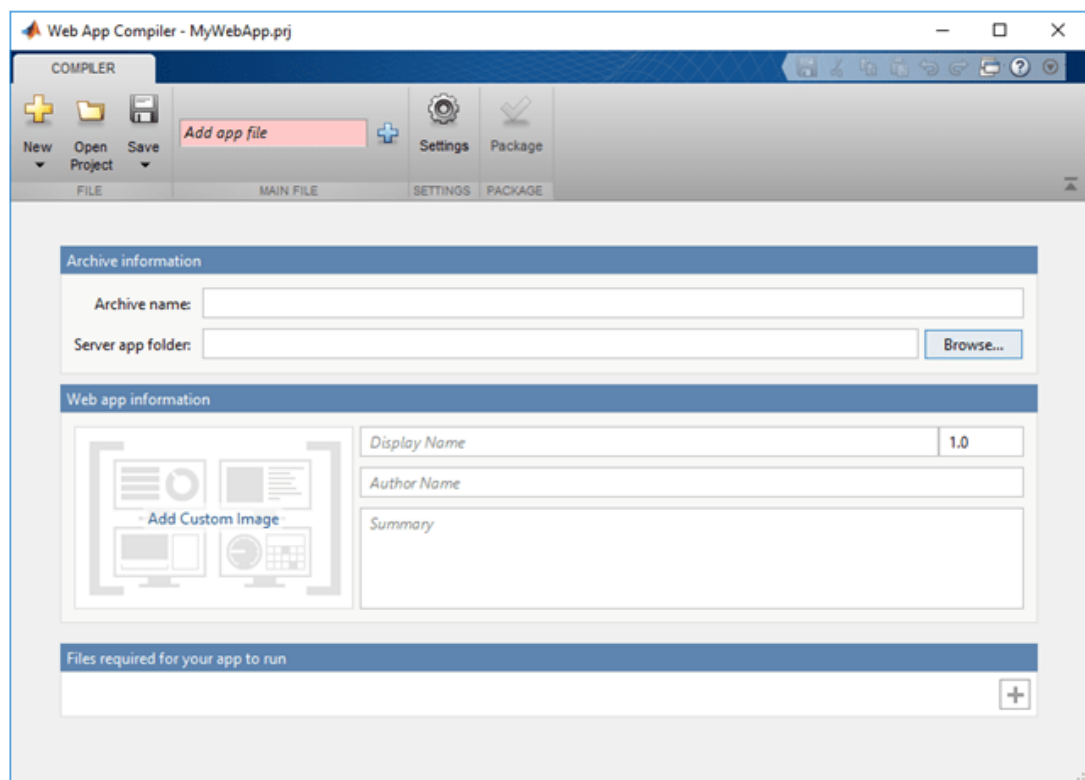 Web App Compiler - MyWebApp.prj
COMPILER
New
Open Project
Save
Add app file
Settings
Package
FILE
MAIN FILE
SETTINGS
PACKAGE
Archive information
Archive name:
Server app folder:
Browse...
Web app information
Add Custom Image
Display Name
1.0
Author Name
Summary
Files required for your app to run